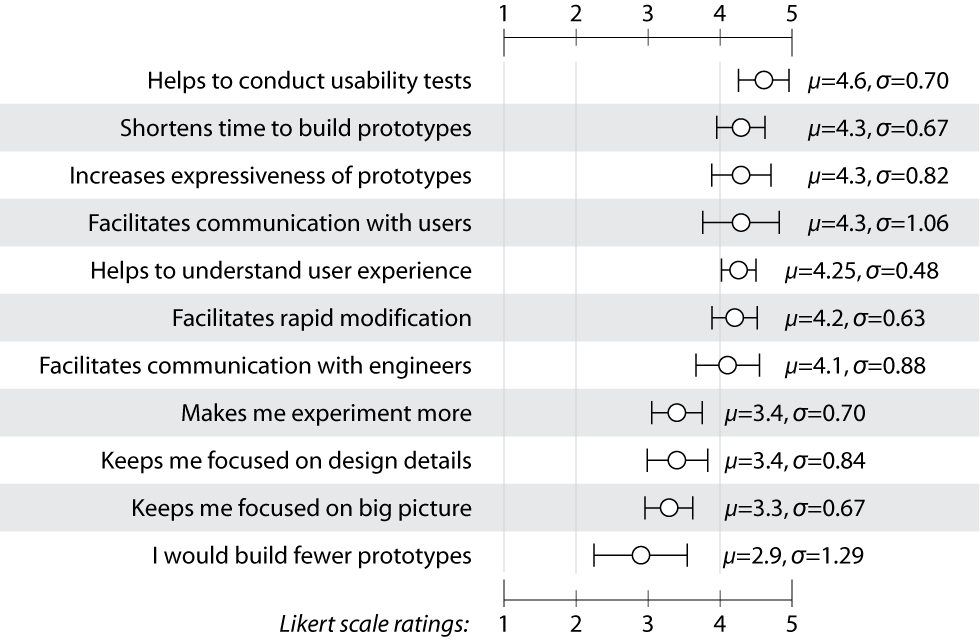 1 2 3 4 5
Helps to conduct usability tests μ=4.6, σ=0.70
Shortens time to build prototypes μ=4.3, σ=0.67
Increases expressiveness of prototypes μ=4.3, σ=0.82
Facilitates communication with users μ=4.3, σ=1.06
Helps to understand user experience μ=4.25, σ=0.48
Facilitates rapid modification μ=4.2, σ=0.63
Facilitates communication with engineers μ=4.1, σ=0.88
Makes me experiment more μ=3.4, σ=0.70
Keeps me focused on design details μ=3.4, σ=0.84
Keeps me focused on big picture μ=3.3, σ=0.67
I would build fewer prototypes μ=2.9, σ=1.29
Likert scale ratings: 1 2 3 4 5